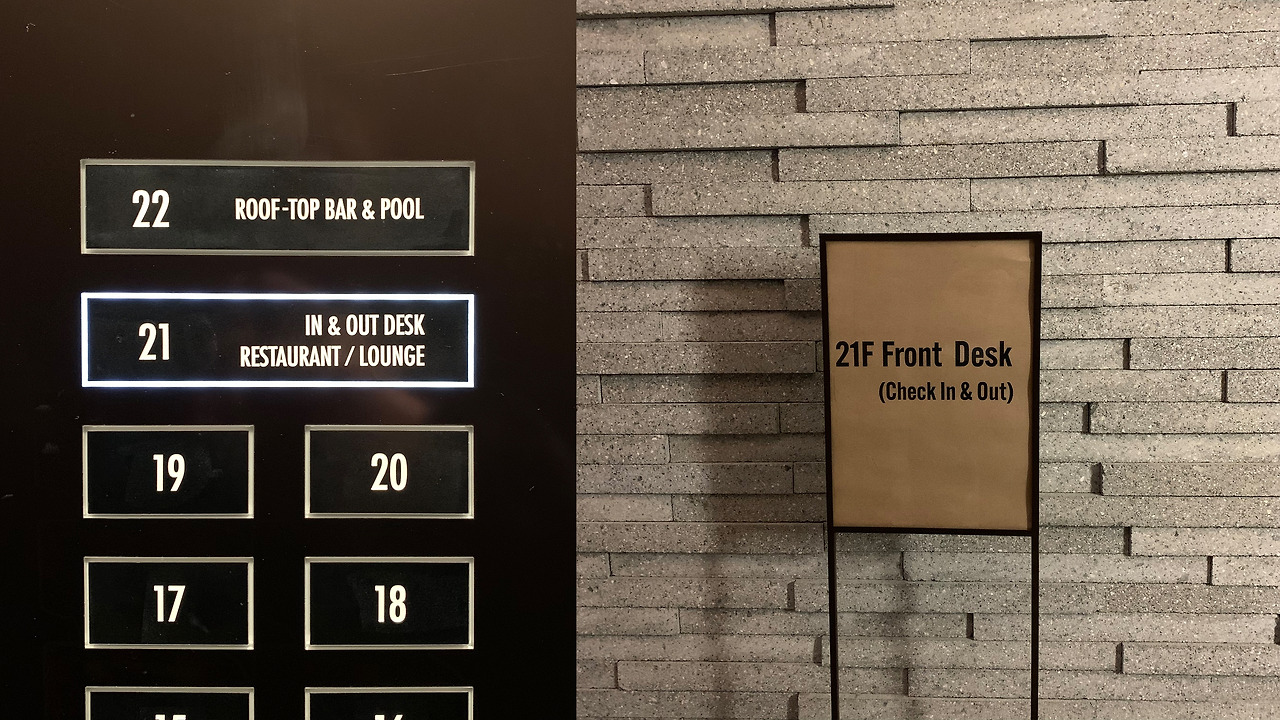 22 ROOF-TOP BAR & POOL
21 IN & OUT DESK
RESTAURANT / LOUNGE
19 20
17 18
21F Front Desk
(Check In & Out)